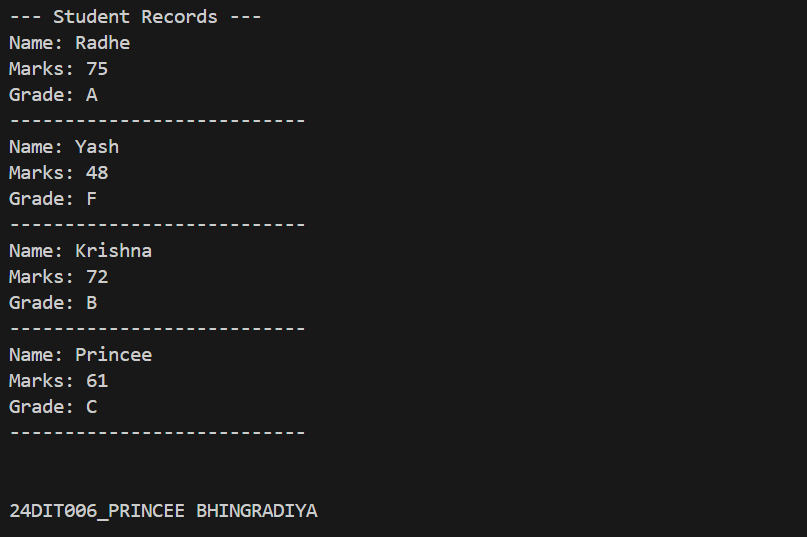 --- Student Records ---
Name: Radhe
Marks: 75
Grade: A
---------------------------
Name: Yash
Marks: 48
Grade: F
---------------------------
Name: Krishna
Marks: 72
Grade: B
---------------------------
Name: Princee
Marks: 61
Grade: C
---------------------------
24DIT006_PRINCEE BHINGRADIYA